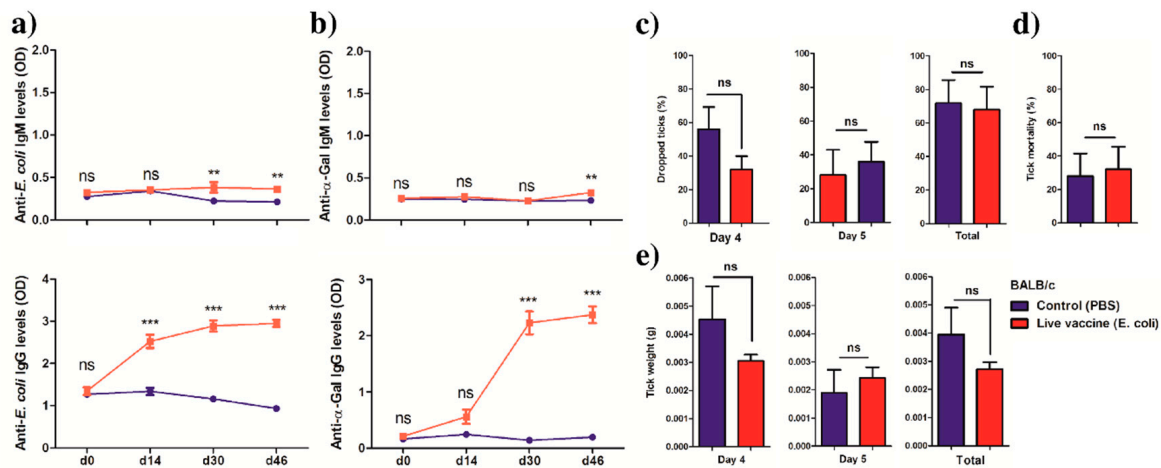 a)
Anti-E. coli IgM levels (OD)
2.0
1.5
1.0
0.5
0.0
ns
ns
**
**
b)
Anti-α-Gal IgM levels (OD)
2.0
1.5
1.0
0.5
0.0
ns
ns
ns
**
c)
Dropped ticks (%)
100
80
60
40
20
0
ns
Day 4
100
80
60
40
20
0
ns
Day 5
100
80
60
40
20
0
ns
Total
d)
Tick mortality (%)
100
80
60
40
20
0
ns
Anti-E. coli IgG levels (OD)
4
3
2
1
0
ns
***
***
***
d0 d14 d30 d46
Anti-α-Gal IgG levels (OD)
3
2
1
0
ns
ns
***
***
d0 d14 d30 d46
e)
Tick weight (g)
0.006
0.005
0.004
0.003
0.002
0.001
0.000
ns
Day 4
0.006
0.005
0.004
0.003
0.002
0.001
0.000
ns
Day 5
0.006
0.005
0.004
0.003
0.002
0.001
0.000
ns
Total
BALB/c
Control (PBS)
Live vaccine (E. coli)